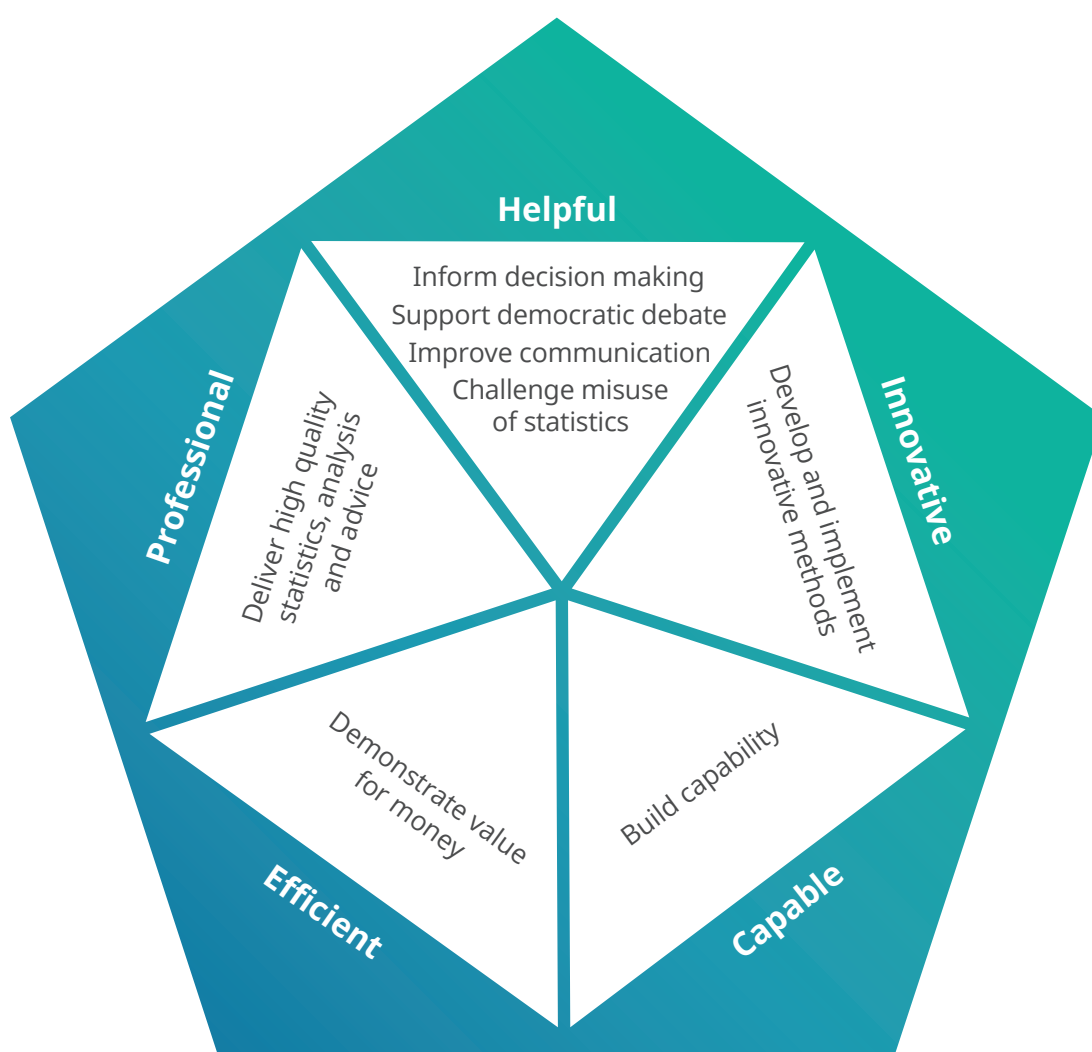 Helpful
Inform decision making
Support democratic debate
Improve communication
Challenge misuse
of statistics
Innovative
Develop and implement
innovative methods
Capable
Build capability
Efficient
Demonstrate value
for money
Professional
Deliver high quality
statistics, analysis
and advice